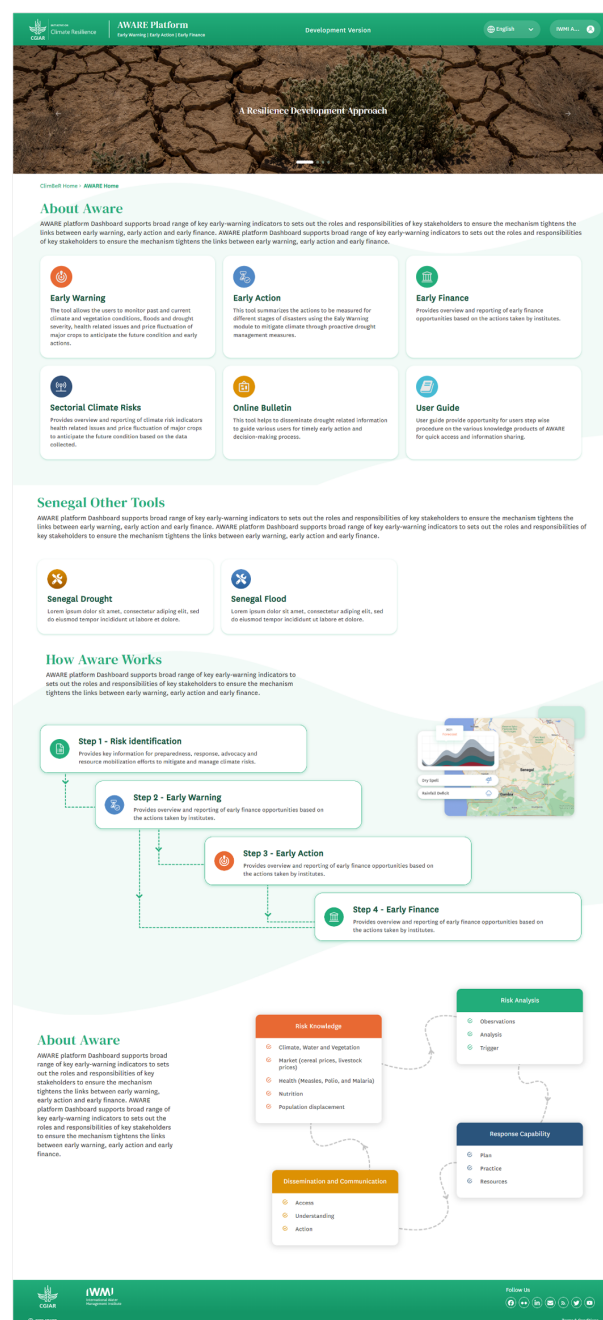 CGIAR
INITIATIVE ON
Climate Resilience
AWARE Platform
Early Warning | Early Action | Early Finance
Development Version
English
IWMI A...
A Resilience Development Approach
ClimBeR Home > AWARE Home
About Aware
AWARE platform Dashboard supports broad range of key early-warning indicators to sets out the roles and responsibilities of key stakeholders to ensure the mechanism tightens the
links between early warning, early action and early finance. AWARE platform Dashboard supports broad range of key early-warning indicators to sets out the roles and responsibilities
of key stakeholders to ensure the mechanism tightens the links between early warning, early action and early finance.
Early Warning
The tool allows the users to monitor past and current
climate and vegetation conditions, floods and drought
severity, health related issues and price fluctuation of
major crops to anticipate the future condition and early
actions.
Early Action
This tool summarizes the actions to be measured for
different stages of disasters using the Ealy Warning
module to mitigate climate through proactive drought
management measures.
Early Finance
Provides overview and reporting of early finance
opportunities based on the actions taken by institutes.
Sectorial Climate Risks
Provides overview and reporting of climate risk indicators
health related issues and price fluctuation of major crops
to anticipate the future condition based on the data
collected.
Online Bulletin
This tool helps to disseminate drought related information
to guide various users for timely early action and
decision-making process.
User Guide
User guide provide opportunity for users step wise
procedure on the various knowledge products of AWARE
for quick access and information sharing.
Senegal Other Tools
AWARE platform Dashboard supports broad range of key early-warning indicators to sets out the roles and responsibilities of key stakeholders to ensure the mechanism tightens the
links between early warning, early action and early finance. AWARE platform Dashboard supports broad range of key early-warning indicators to sets out the roles and responsibilities of
key stakeholders to ensure the mechanism tightens the links between early warning, early action and early finance.
Senegal Drought
Lorem ipsum dolor sit amet, consectetur adiping elit, sed
do eiusmod tempor incididunt ut labore et dolore.
Senegal Flood
Lorem ipsum dolor sit amet, consectetur adiping elit, sed
do eiusmod tempor incididunt ut labore et dolore.
How Aware Works
AWARE platform Dashboard supports broad range of key early-warning indicators to
sets out the roles and responsibilities of key stakeholders to ensure the mechanism
tightens the links between early warning, early action and early finance.
Step 1 - Risk identification
Provides key information for preparedness, response, advocacy and
resource mobilization efforts to mitigate and manage climate risks.
Dry Spell
Rainfall Deficit
Senegal
Gambia
Step 2 - Early Warning
Provides overview and reporting of early finance opportunities based on
the actions taken by institutes.
Step 3 - Early Action
Provides overview and reporting of early finance opportunities based on
the actions taken by institutes.
Step 4 - Early Finance
Provides overview and reporting of early finance opportunities based on
the actions taken by institutes.
About Aware
AWARE platform Dashboard supports broad
range of key early-warning indicators to sets
out the roles and responsibilities of key
stakeholders to ensure the mechanism
tightens the links between early warning,
early action and early finance. AWARE
platform Dashboard supports broad range of
key early-warning indicators to sets out the
roles and responsibilities of key stakeholders
to ensure the mechanism tightens the links
between early warning, early action and early
finance.
Risk Knowledge
Climate, Water and Vegetation
Market (cereal prices, livestock
prices)
Health (Measles, Polio, and Malaria)
Nutrition
Population displacement
Risk Analysis
Obesrvations
Analysis
Trigger
Response Capability
Plan
Practice
Resources
Dissemination and Communication
Access
Understanding
Action
CGIAR
IWMI
International Water
Management Institute
Follow Us